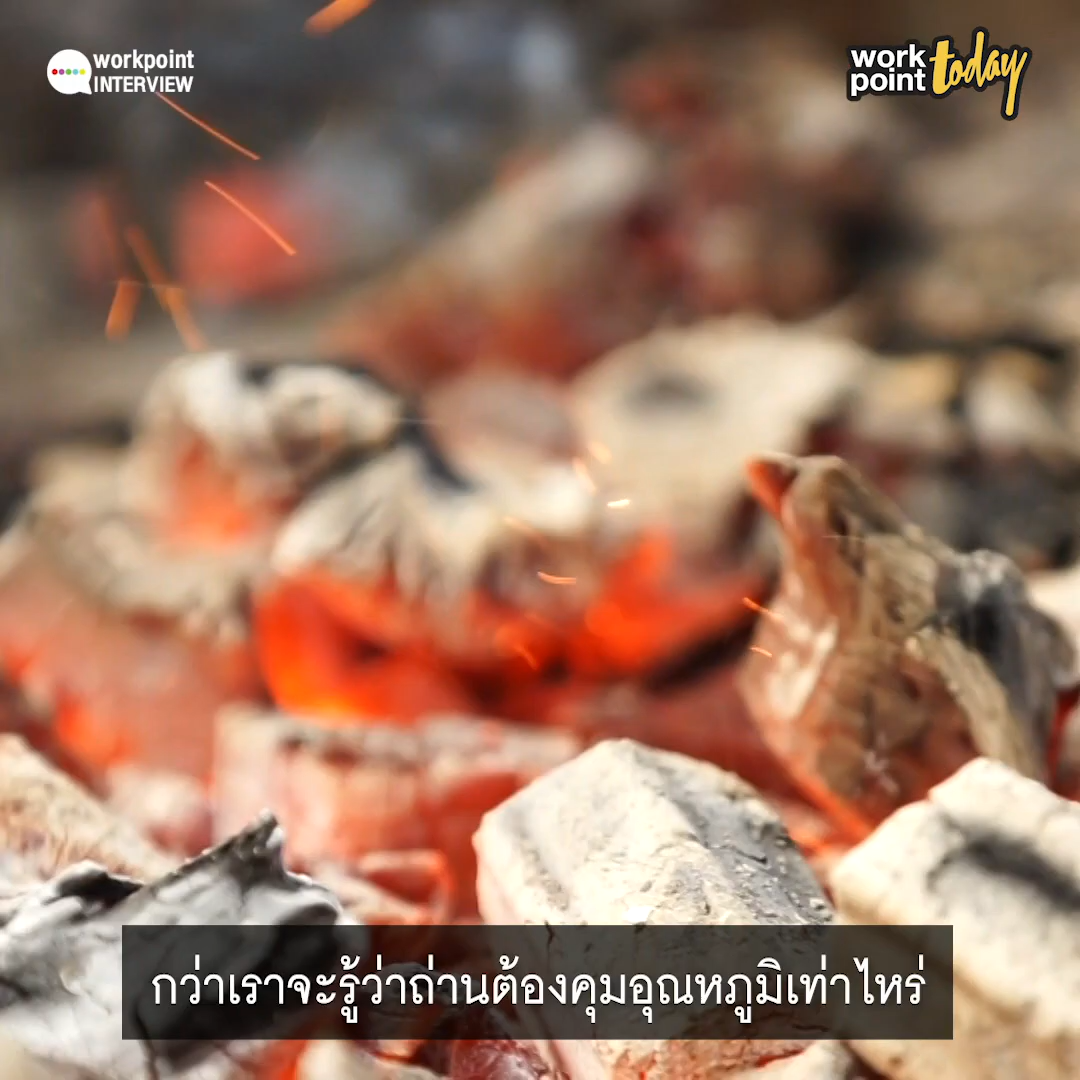 workpoint
INTERVIEW
work
point today
กว่าเราจะรู้ว่าถ่านต้องคุมอุณหภูมิเท่าไหร่